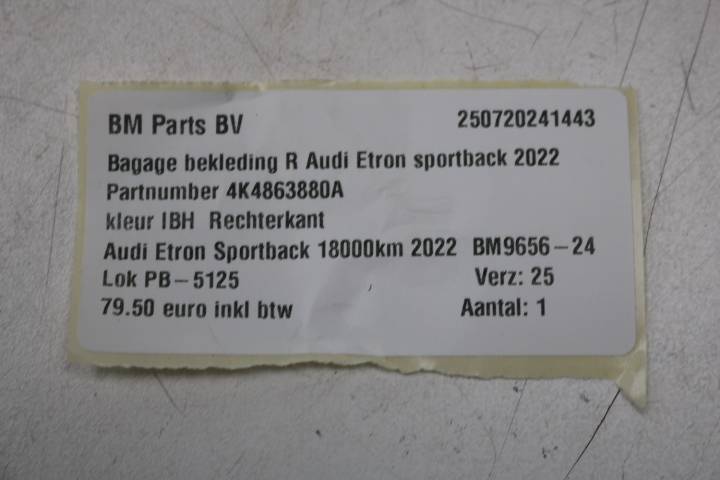 BM Parts BV 250720241443
Bagage bekleding R Audi Etron sportback 2022
Partnumber 4K4863880A
kleur IBH Rechterkant
Audi Etron Sportback 18000km 2022 BM9656-24
Lok PB-5125 Verz: 25
79.50 euro inkl btw Aantal: 1